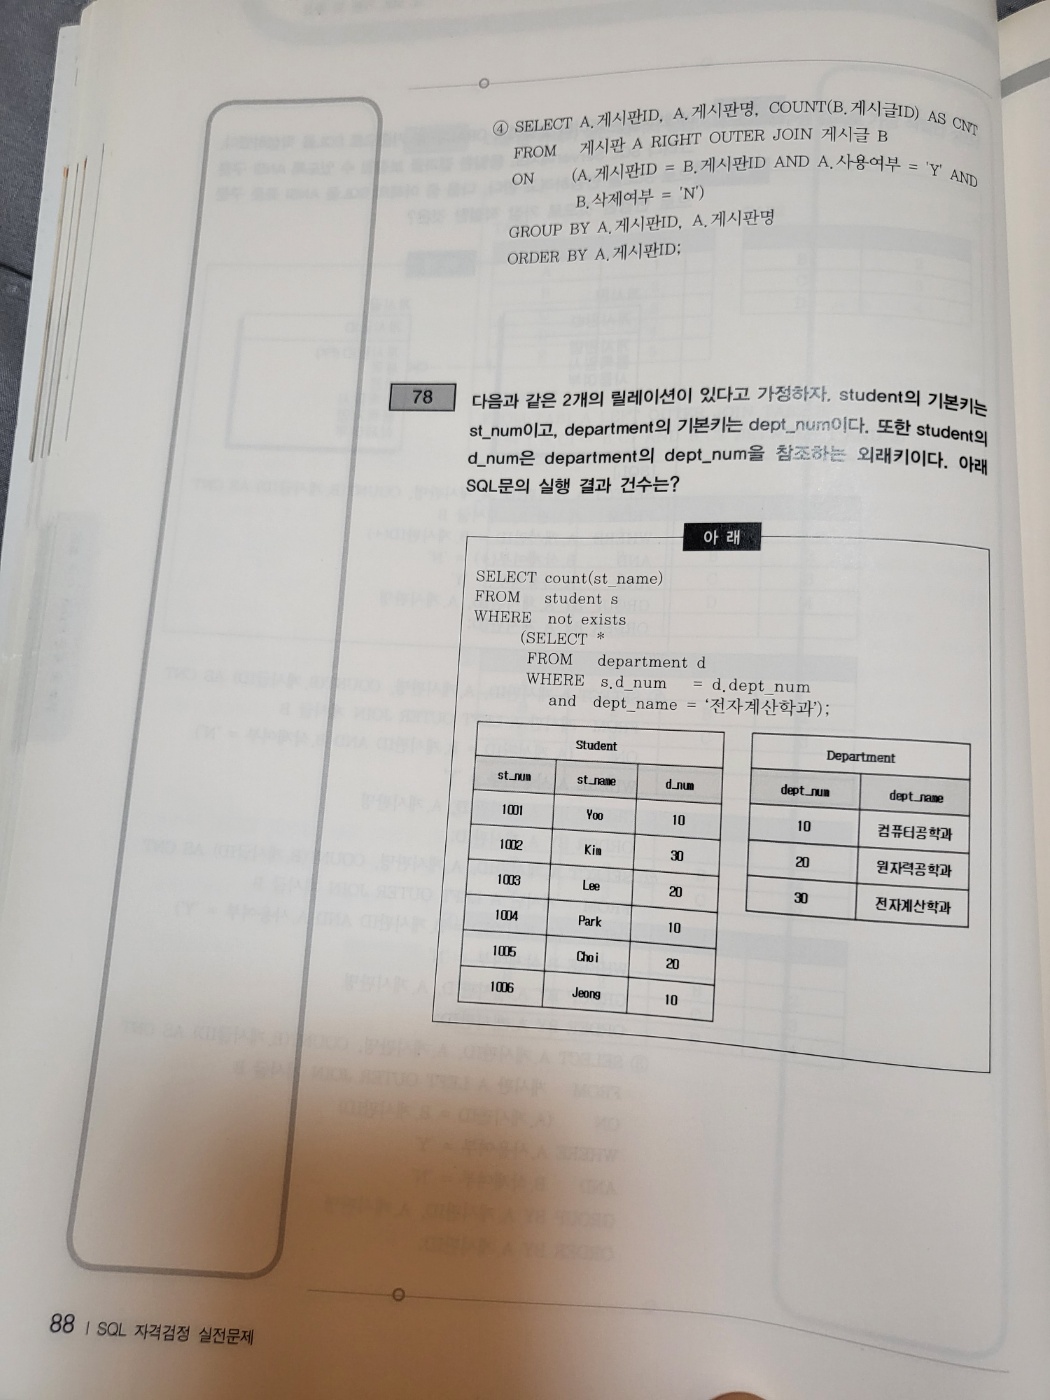 ④ SELECT A.게시판ID, A.게시판명, COUNT(B.게시글ID) AS CNT
FROM 게시판 A RIGHT OUTER JOIN 게시글 B
ON (A.게시판ID = B.게시판ID AND A.사용여부 = 'Y' AND
B.삭제여부 = 'N')
GROUP BY A.게시판ID, A.게시판명
ORDER BY A.게시판ID;
78 다음과 같은 2개의 릴레이션이 있다고 가정하자. student의 기본키는
st_num이고, department의 기본키는 dept_num이다. 또한 student의
d_num은 department의 dept_num을 참조하는 외래키이다. 아래
SQL문의 실행 결과 건수는?
아 래
SELECT count(st_name)
FROM student s
WHERE not exists
(SELECT *
FROM department d
WHERE s.d_num = d.dept_num
and dept_name = '전자계산학과');
Student
st_num st_name d_num
1001 Yoo 10
1002 Kim 30
1003 Lee 20
1004 Park 10
1005 Choi 20
1006 Jeong 10
Department
dept_num dept_name
10 컴퓨터공학과
20 원자력공학과
30 전자계산학과
88 | SQL 자격검정 실전문제